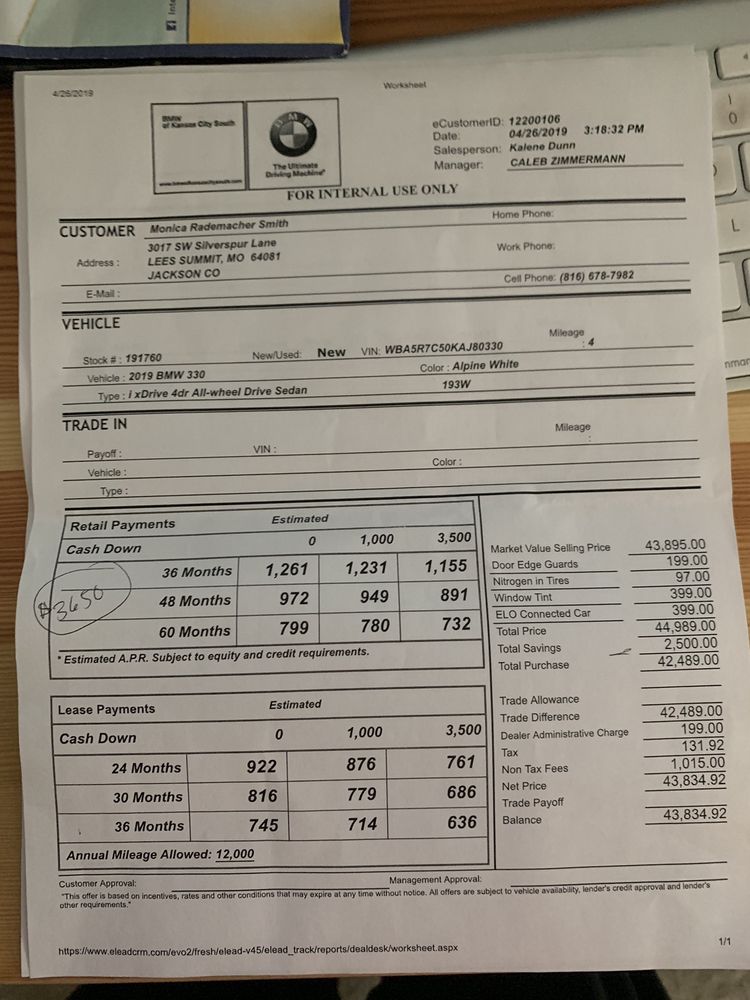 4/26/2019
Worksheet
BMW
of Kansas City South
BMW
The Ultimate
Driving Machine®
www.bmwofkansascitysouth.com
eCustomerID: 12200106
Date: 04/26/2019 3:18:32 PM
Salesperson: Kalene Dunn
Manager: CALEB ZIMMERMANN
FOR INTERNAL USE ONLY
CUSTOMER Monica Rademacher Smith Home Phone:
Address : 3017 SW Silverspur Lane Work Phone:
LEES SUMMIT, MO 64081
JACKSON CO Cell Phone: (816) 678-7982
E-Mail :
VEHICLE
Mileage
Stock # : 191760 New/Used: New VIN: WBA5R7C50KAJ80330 : 4
Vehicle : 2019 BMW 330 Color : Alpine White
Type : i xDrive 4dr All-wheel Drive Sedan 193W
TRADE IN
Mileage
Payoff : VIN : :
Vehicle : Color :
Type :
Retail Payments Estimated
Cash Down 0 1,000 3,500
36 Months 1,261 1,231 1,155
48 Months 972 949 891
60 Months 799 780 732
* Estimated A.P.R. Subject to equity and credit requirements.
$3650
Lease Payments Estimated
Cash Down 0 1,000 3,500
24 Months 922 876 761
30 Months 816 779 686
36 Months 745 714 636
Annual Mileage Allowed: 12,000
Market Value Selling Price 43,895.00
Door Edge Guards 199.00
Nitrogen in Tires 97.00
Window Tint 399.00
ELO Connected Car 399.00
Total Price 44,989.00
Total Savings 2,500.00
Total Purchase 42,489.00
Trade Allowance
Trade Difference 42,489.00
Dealer Administrative Charge 199.00
Tax 131.92
Non Tax Fees 1,015.00
Net Price 43,834.92
Trade Payoff
Balance 43,834.92
Customer Approval: Management Approval:
"This offer is based on incentives, rates and other conditions that may expire at any time without notice. All offers are subject to vehicle availability, lender's credit approval and lender's
other requirements."
https://www.eleadcrm.com/evo2/fresh/elead-v45/elead_track/reports/dealdesk/worksheet.aspx
1/1
0
L